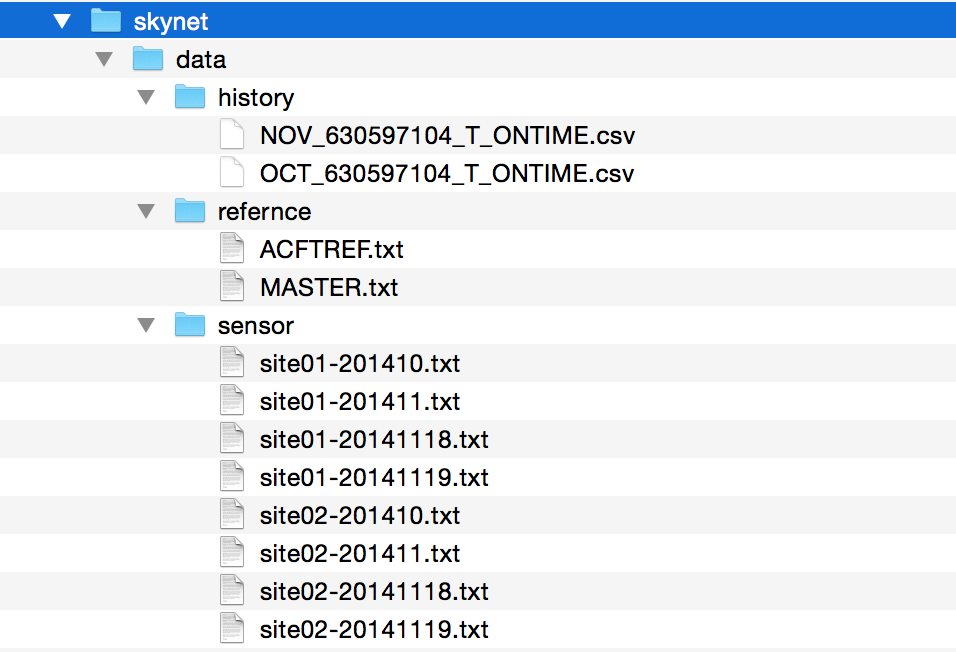 skynet
data
history
NOV_630597104_T_ONTIME.csv
OCT_630597104_T_ONTIME.csv
refernce
ACFTREF.txt
MASTER.txt
sensor
site01-201410.txt
site01-201411.txt
site01-20141118.txt
site01-20141119.txt
site02-201410.txt
site02-201411.txt
site02-20141118.txt
site02-20141119.txt